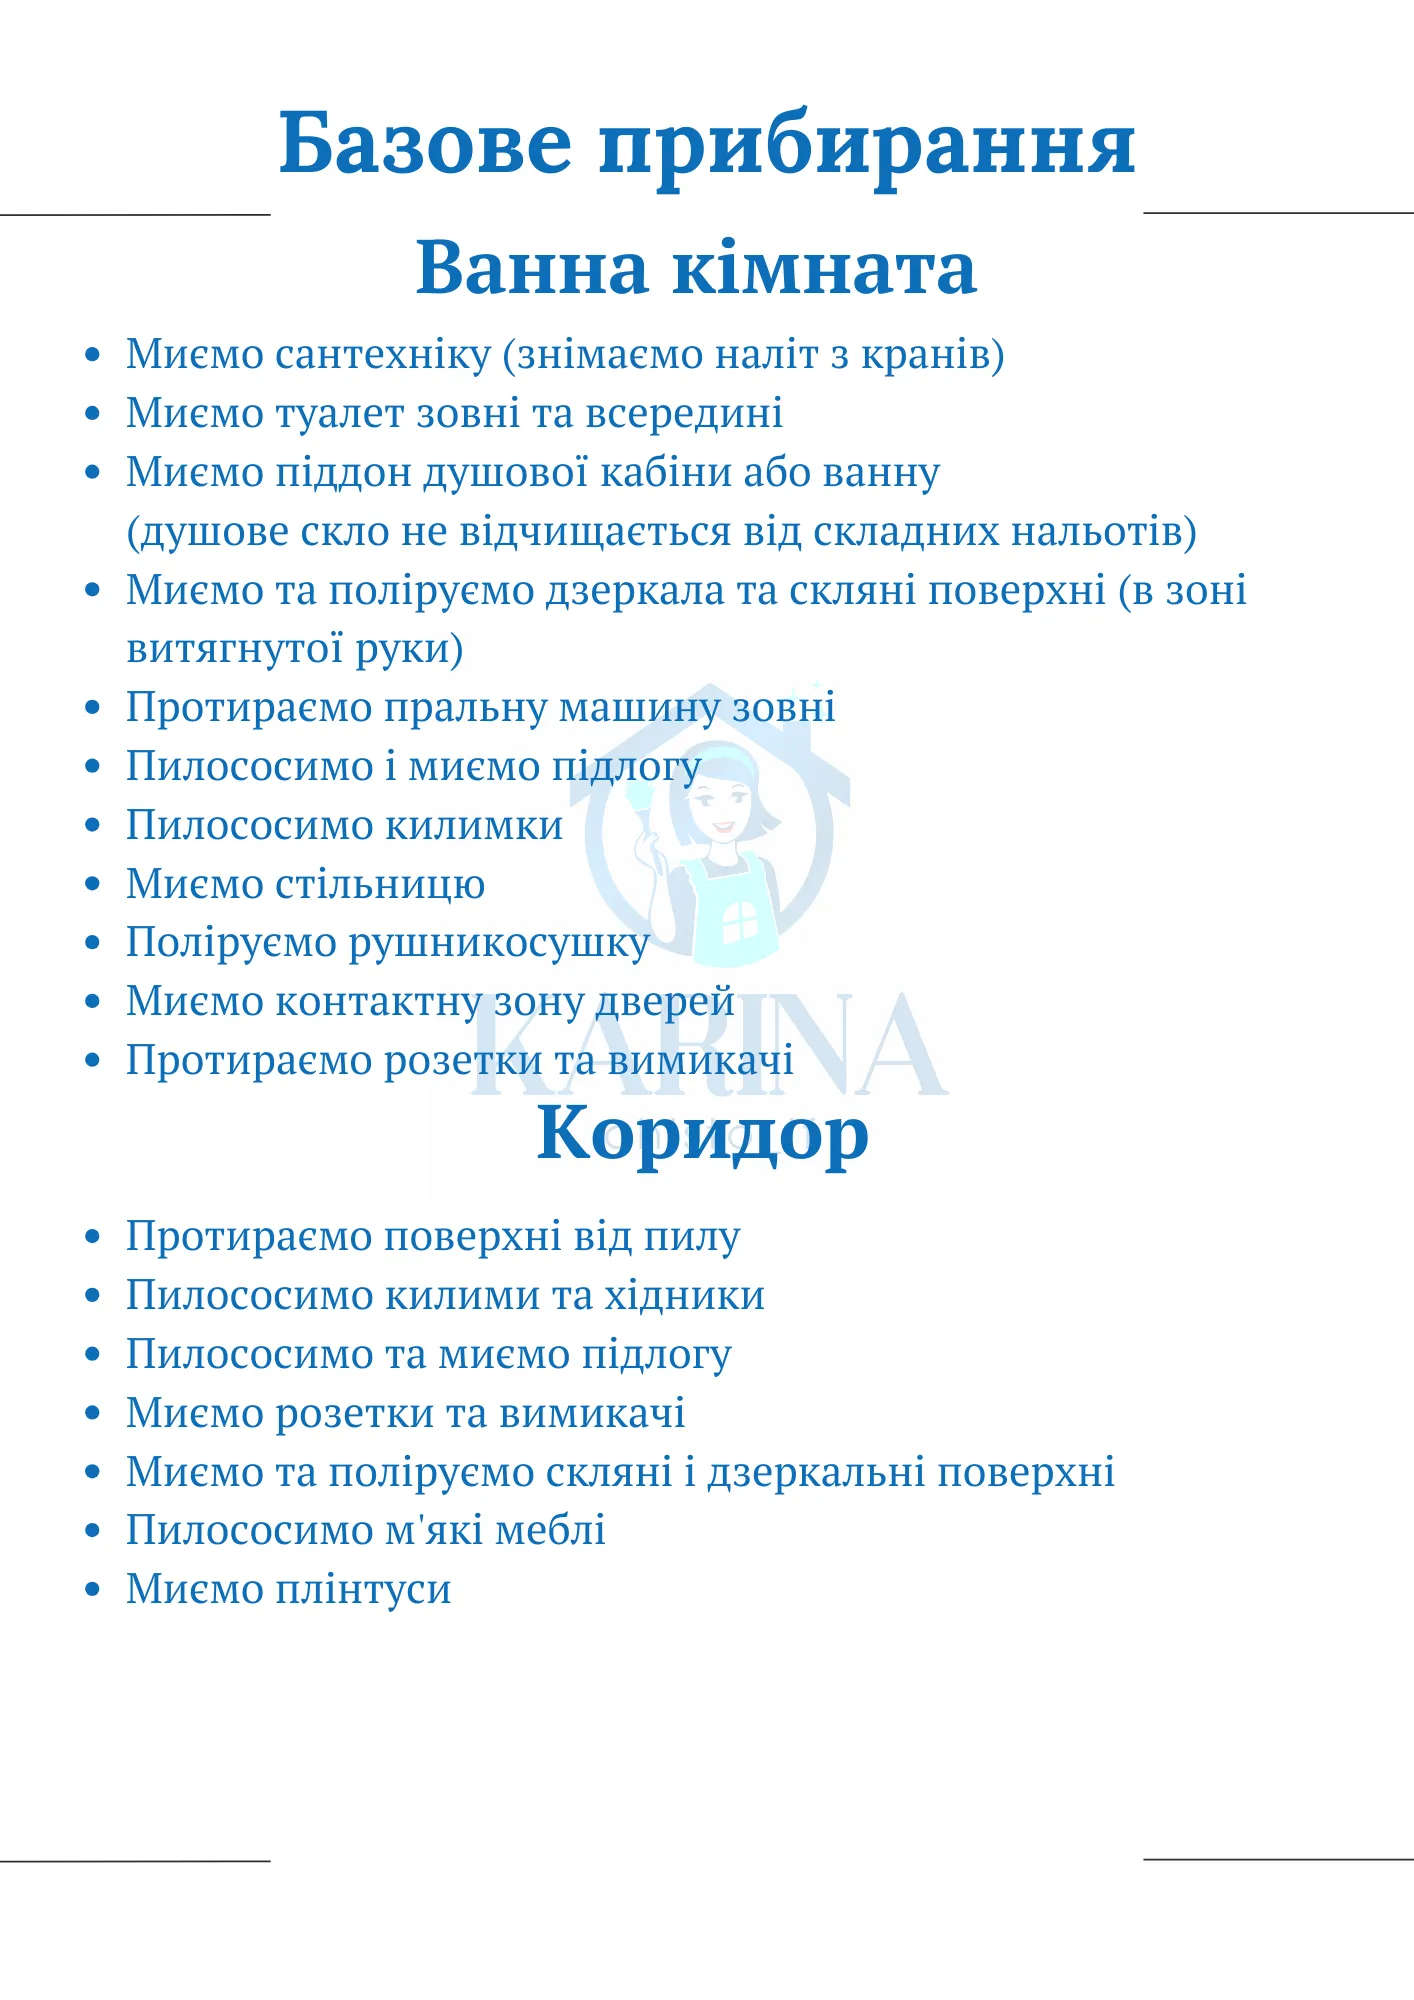 Базове прибирання
Ванна кімната
Миємо сантехніку (знімаємо наліт з кранів)
Миємо туалет зовні та всередині
Миємо піддон душової кабіни або ванну
(душове скло не відчищається від складних нальотів)
Миємо та поліруємо дзеркала та скляні поверхні (в зоні
витягнутої руки)
Протираємо пральну машину зовні
Пилососимо і миємо підлогу
Пилососимо килимки
Миємо стільницю
Поліруємо рушникосушку
Миємо контактну зону дверей
KARINA
Протираємо розетки та вимикачі
Коридор
Протираємо поверхні від пилу
Пилососимо килими та хідники
Пилососимо та миємо підлогу
Миємо розетки та вимикачі
Миємо та поліруємо скляні і дзеркальні поверхні
Пилососимо м'які меблі
Миємо плінтуси